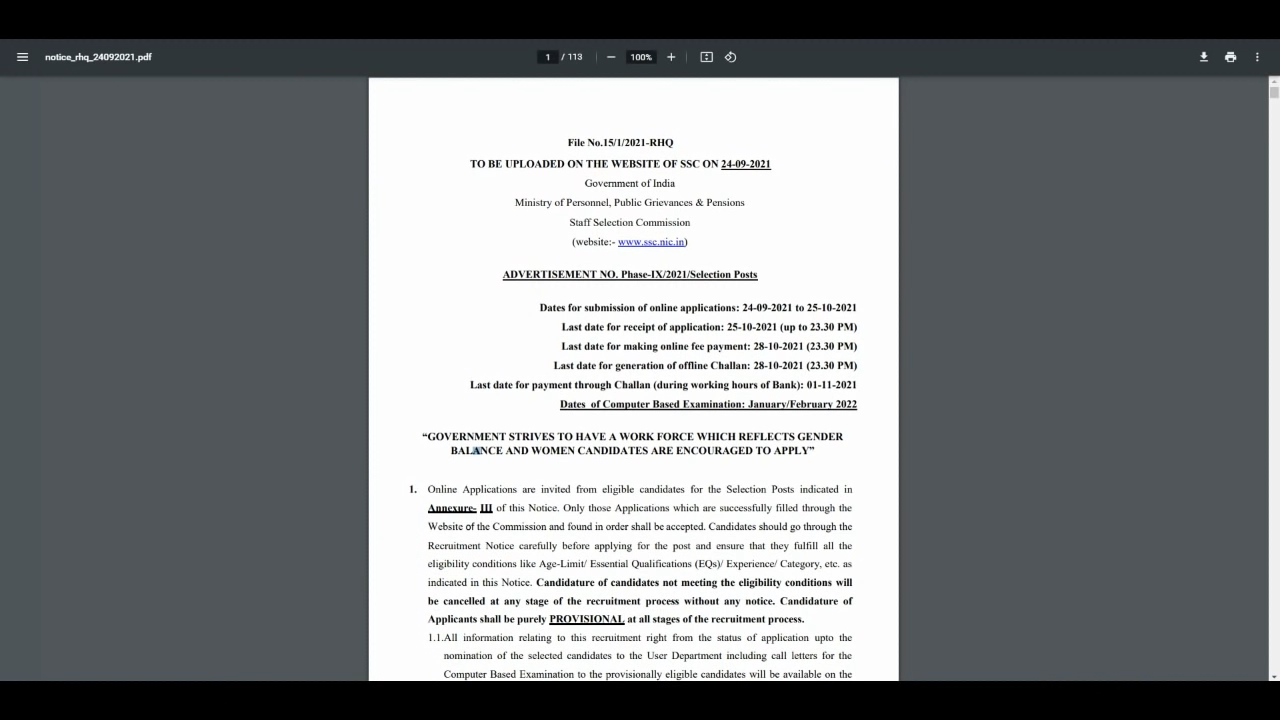 notice_rhq_24092021.pdf
1 / 113
100%
File No.15/1/2021-RHQ
TO BE UPLOADED ON THE WEBSITE OF SSC ON 24-09-2021
Government of India
Ministry of Personnel, Public Grievances & Pensions
Staff Selection Commission
(website:- www.ssc.nic.in)
ADVERTISEMENT NO. Phase-IX/2021/Selection Posts
Dates for submission of online applications: 24-09-2021 to 25-10-2021
Last date for receipt of application: 25-10-2021 (up to 23.30 PM)
Last date for making online fee payment: 28-10-2021 (23.30 PM)
Last date for generation of offline Challan: 28-10-2021 (23.30 PM)
Last date for payment through Challan (during working hours of Bank): 01-11-2021
Dates of Computer Based Examination: January/February 2022
“GOVERNMENT STRIVES TO HAVE A WORK FORCE WHICH REFLECTS GENDER
BALANCE AND WOMEN CANDIDATES ARE ENCOURAGED TO APPLY”
1. Online Applications are invited from eligible candidates for the Selection Posts indicated in
Annexure- III of this Notice. Only those Applications which are successfully filled through the
Website of the Commission and found in order shall be accepted. Candidates should go through the
Recruitment Notice carefully before applying for the post and ensure that they fulfill all the
eligibility conditions like Age-Limit/ Essential Qualifications (EQs)/ Experience/ Category, etc. as
indicated in this Notice. Candidature of candidates not meeting the eligibility conditions will
be cancelled at any stage of the recruitment process without any notice. Candidature of
Applicants shall be purely PROVISIONAL at all stages of the recruitment process.
1.1.All information relating to this recruitment right from the status of application upto the
nomination of the selected candidates to the User Department including call letters for the
Computer Based Examination to the provisionally eligible candidates will be available on the